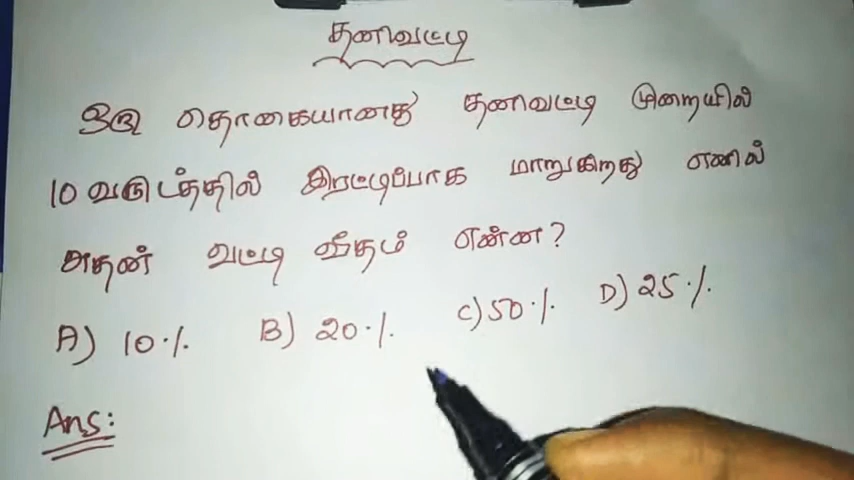 தனிவட்டி
ஒரு தொகையானது தனிவட்டி முறையில்
10 வருடத்தில் இரட்டிப்பாக மாறுகிறது எனில்
அதன் வட்டி வீதம் என்ன?
A) 10% B) 20% C) 50% D) 25%
Ans: